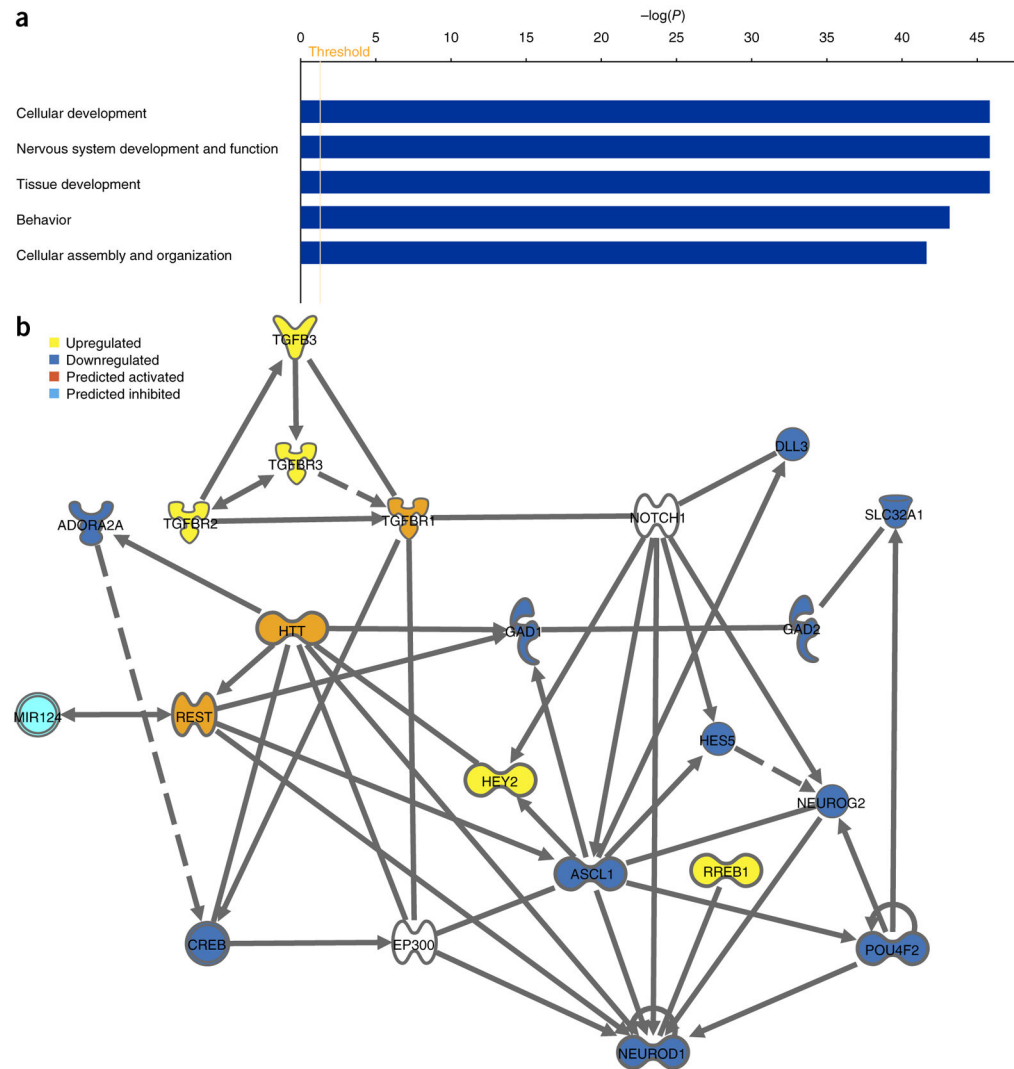 a
–log(P)
0 5 10 15 20 25 30 35 40 45
Threshold
Cellular development
Nervous system development and function
Tissue development
Behavior
Cellular assembly and organization
b
Upregulated
Downregulated
Predicted activated
Predicted inhibited
TGFB3
TGFBR3
DLL3
ADORA2A
TGFBR2
TGFBR1
NOTCH1
SLC32A1
HTT
GAD1
GAD2
MIR124
REST
HES5
HEY2
NEUROG2
ASCL1
RREB1
CREB
EP300
POU4F2
NEUROD1